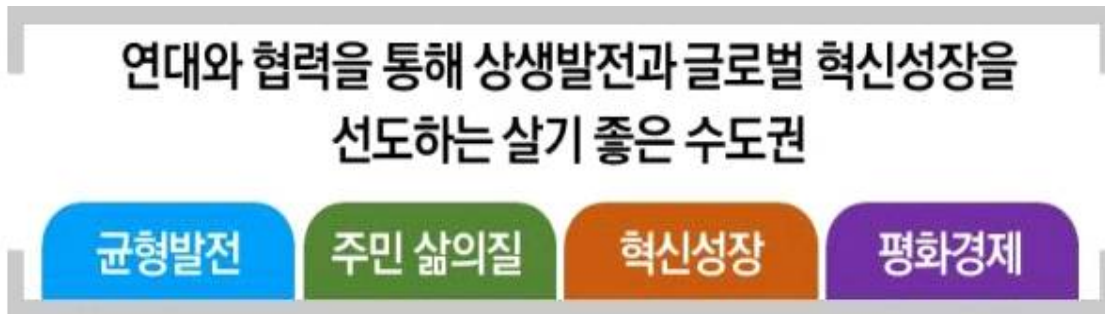 연대와 협력을 통해 상생발전과 글로벌 혁신성장을
선도하는 살기 좋은 수도권
균형발전 주민 삶의질 혁신성장 평화경제